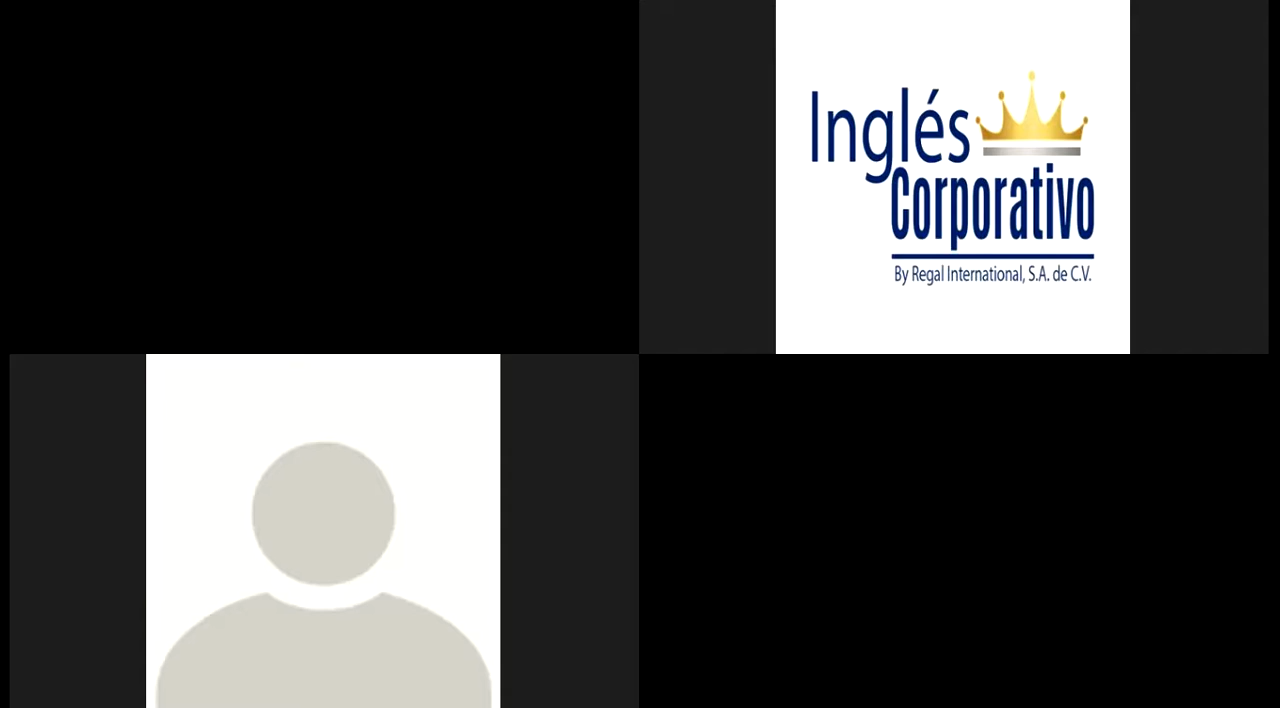 Inglés
Corporativo
By Regal International, S.A. de C.V.